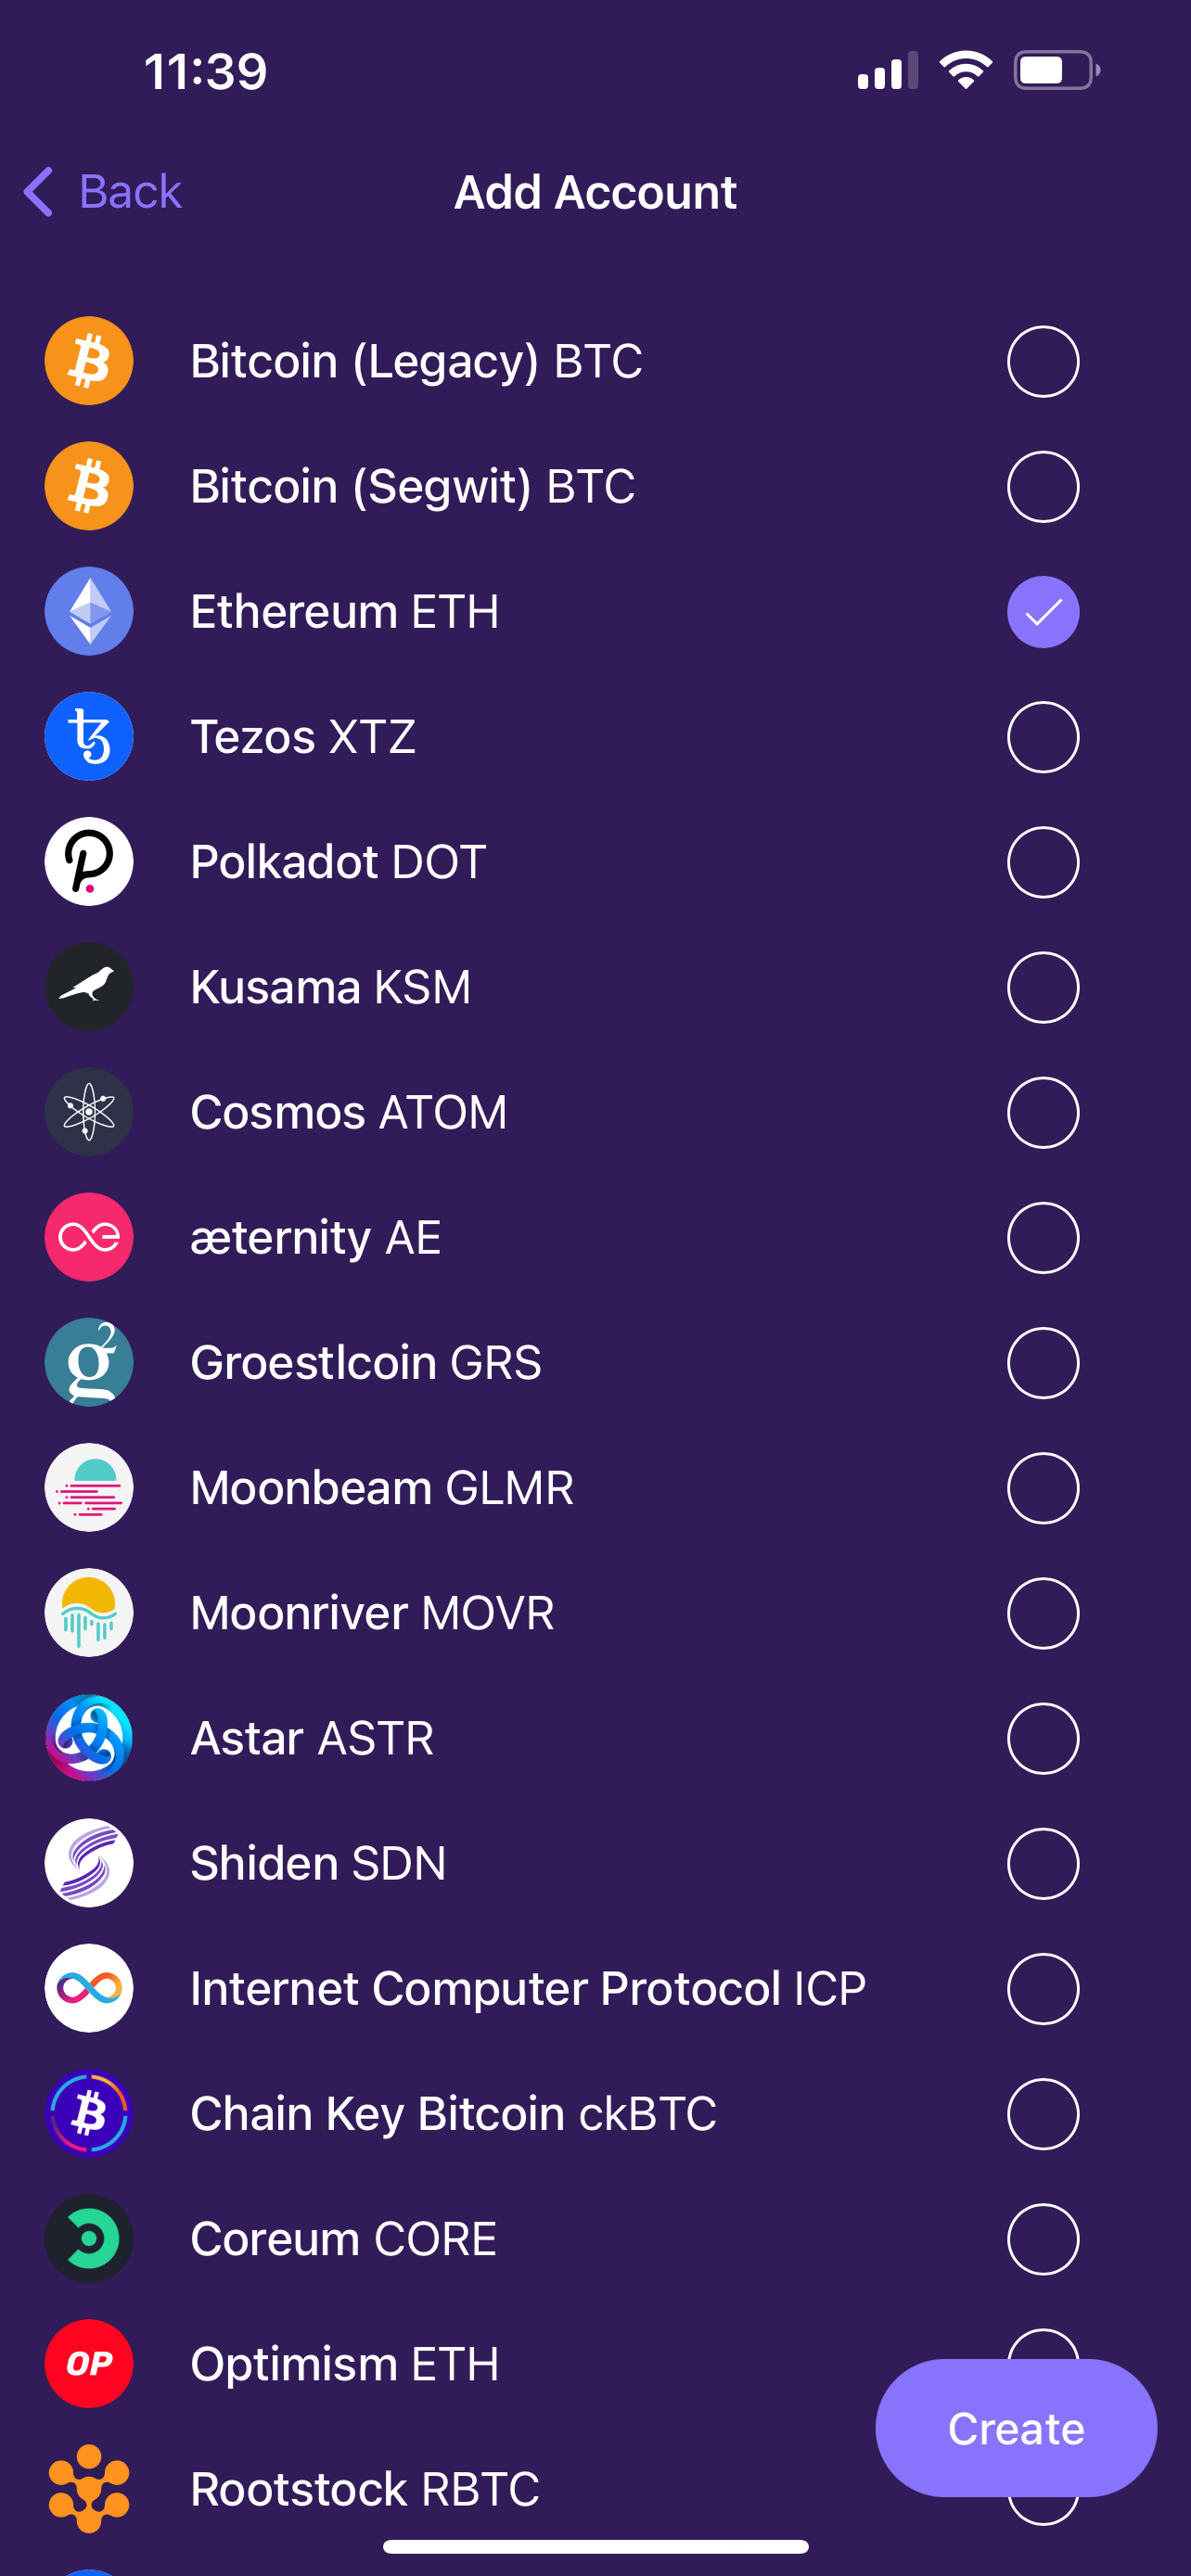 11:39
Back
Add Account
Bitcoin (Legacy) BTC
Bitcoin (Segwit) BTC
Ethereum ETH
Tezos XTZ
Polkadot DOT
Kusama KSM
Cosmos ATOM
æternity AE
Groestlcoin GRS
Moonbeam GLMR
Moonriver MOVR
Astar ASTR
Shiden SDN
Internet Computer Protocol ICP
Chain Key Bitcoin ckBTC
Coreum CORE
OP Optimism ETH
Create
Rootstock RBTC